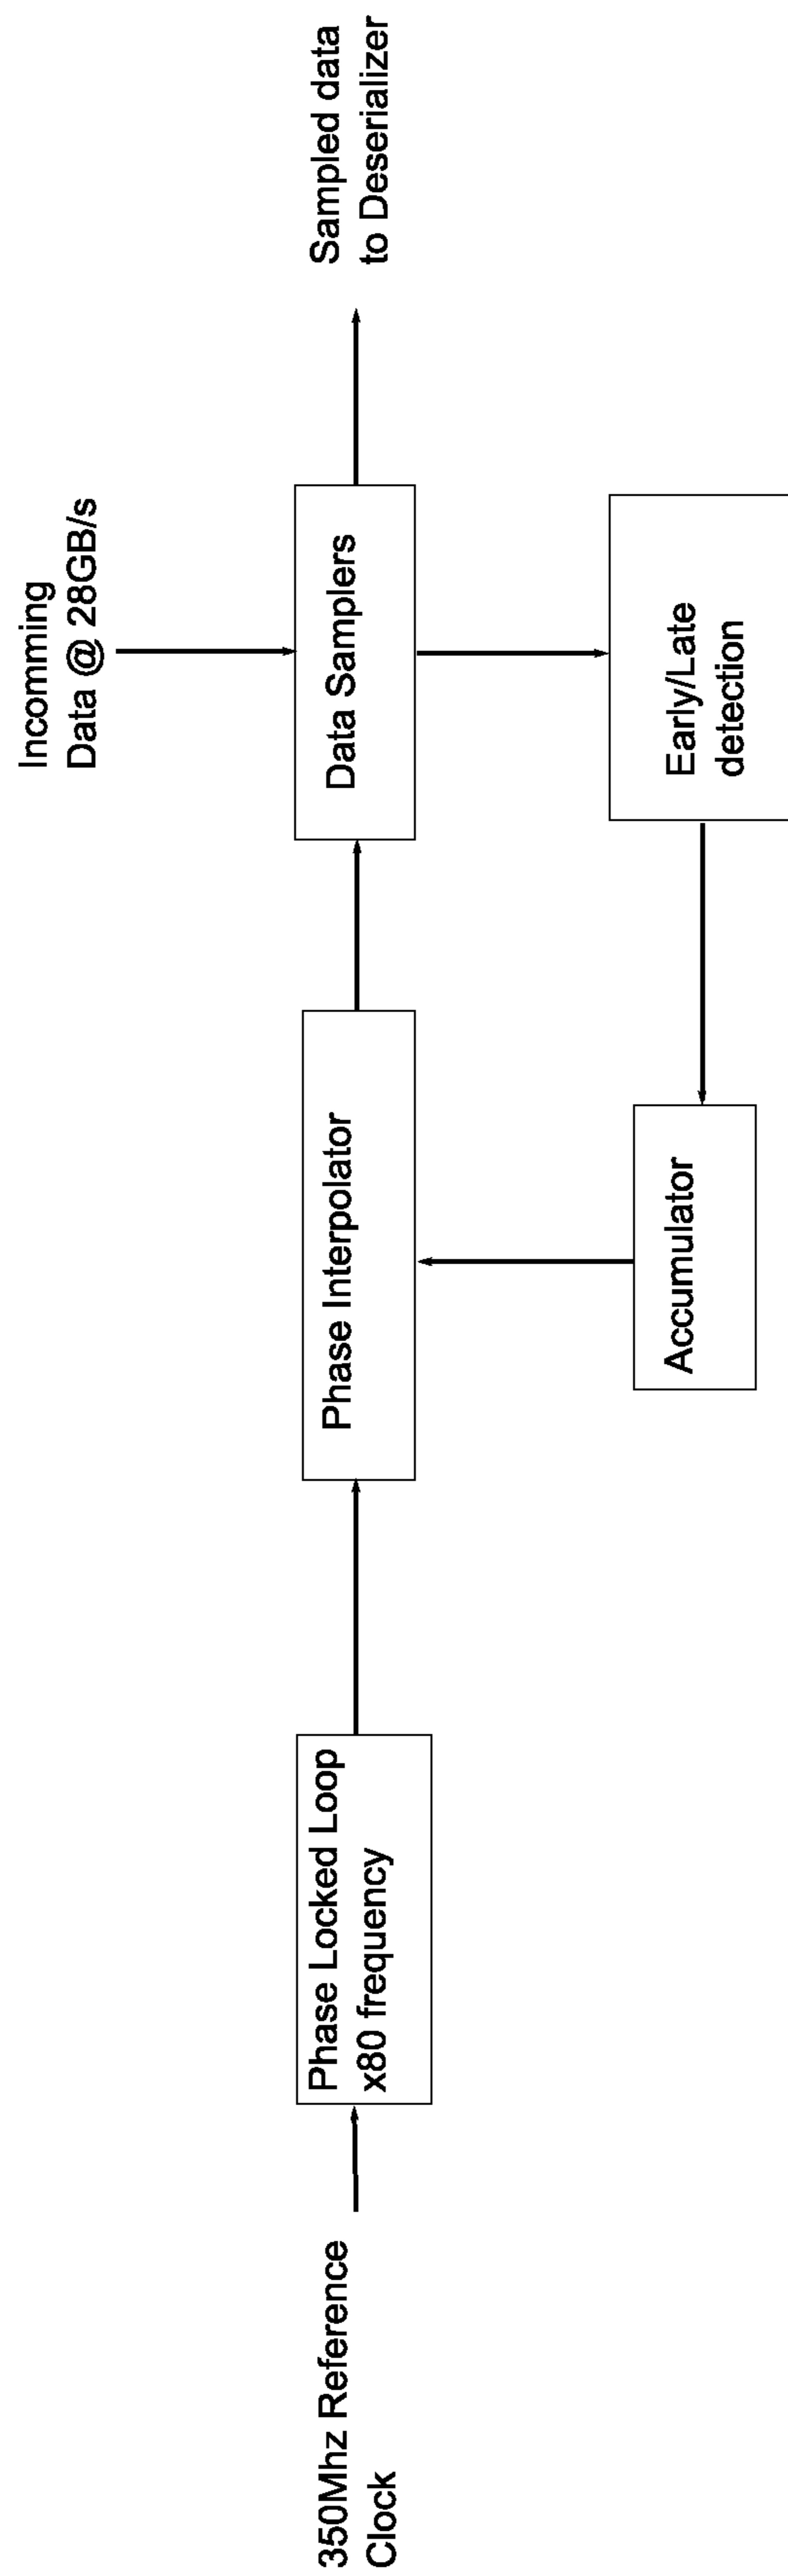 350Mhz Reference
Clock
Phase Locked Loop
x80 frequency
Phase Interpolator
Incomming
Data @ 28GB/s
Data Samplers
Sampled data
to Deserializer
Accumulator
Early/Late
detection